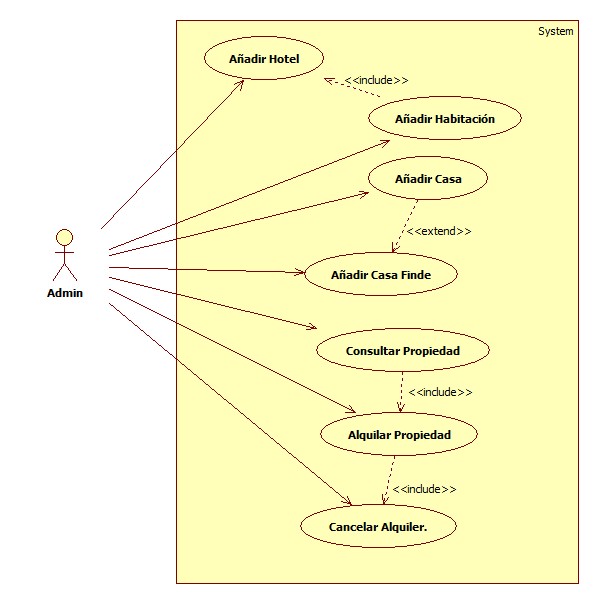 System
Añadir Hotel
<<include>>
Añadir Habitación
Añadir Casa
<<extend>>
Añadir Casa Finde
Admin
Consultar Propiedad
<<include>>
Alquilar Propiedad
<<include>>
Cancelar Alquiler.